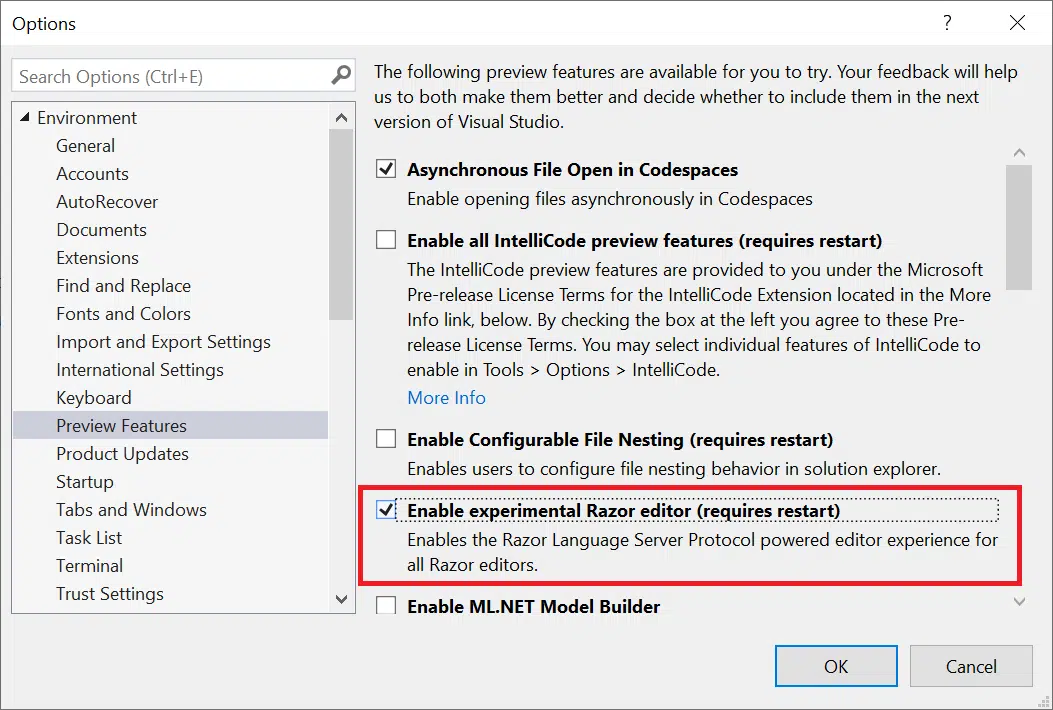 Options
?
Search Options (Ctrl+E)
Environment
General
Accounts
AutoRecover
Documents
Extensions
Find and Replace
Fonts and Colors
Import and Export Settings
International Settings
Keyboard
Preview Features
Product Updates
Startup
Tabs and Windows
Task List
Terminal
Trust Settings
The following preview features are available for you to try. Your feedback will help
us to both make them better and decide whether to include them in the next
version of Visual Studio.
Asynchronous File Open in Codespaces
Enable opening files asynchronously in Codespaces
Enable all IntelliCode preview features (requires restart)
The IntelliCode preview features are provided to you under the Microsoft
Pre-release License Terms for the IntelliCode Extension located in the More
Info link, below. By checking the box at the left you agree to these Pre-
release License Terms. You may select individual features of IntelliCode to
enable in Tools > Options > IntelliCode.
More Info
Enable Configurable File Nesting (requires restart)
Enables users to configure file nesting behavior in solution explorer.
Enable experimental Razor editor (requires restart)
Enables the Razor Language Server Protocol powered editor experience for
all Razor editors.
Enable ML.NET Model Builder
OK
Cancel